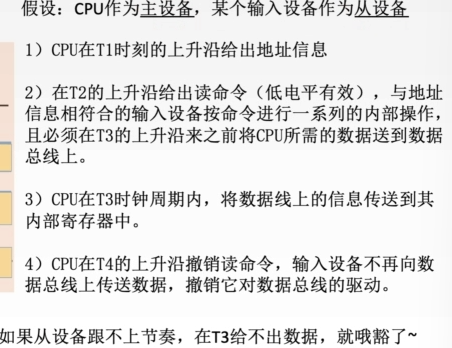 假设：CPU作为主设备，某个输入设备作为从设备
1）CPU在T1时刻的上升沿给出地址信息
2）在T2的上升沿给出读命令（低电平有效），与地址
信息相符合的输入设备按命令进行一系列的内部操作，
且必须在T3的上升沿来之前将CPU所需的数据送到数据
总线上。
3）CPU在T3时钟周期内，将数据线上的信息传送到其
内部寄存器中。
4）CPU在T4的上升沿撤销读命令，输入设备不再向数
据总线上传送数据，撤销它对数据总线的驱动。
如果从设备跟不上节奏，在T3给不出数据，就哦豁了~